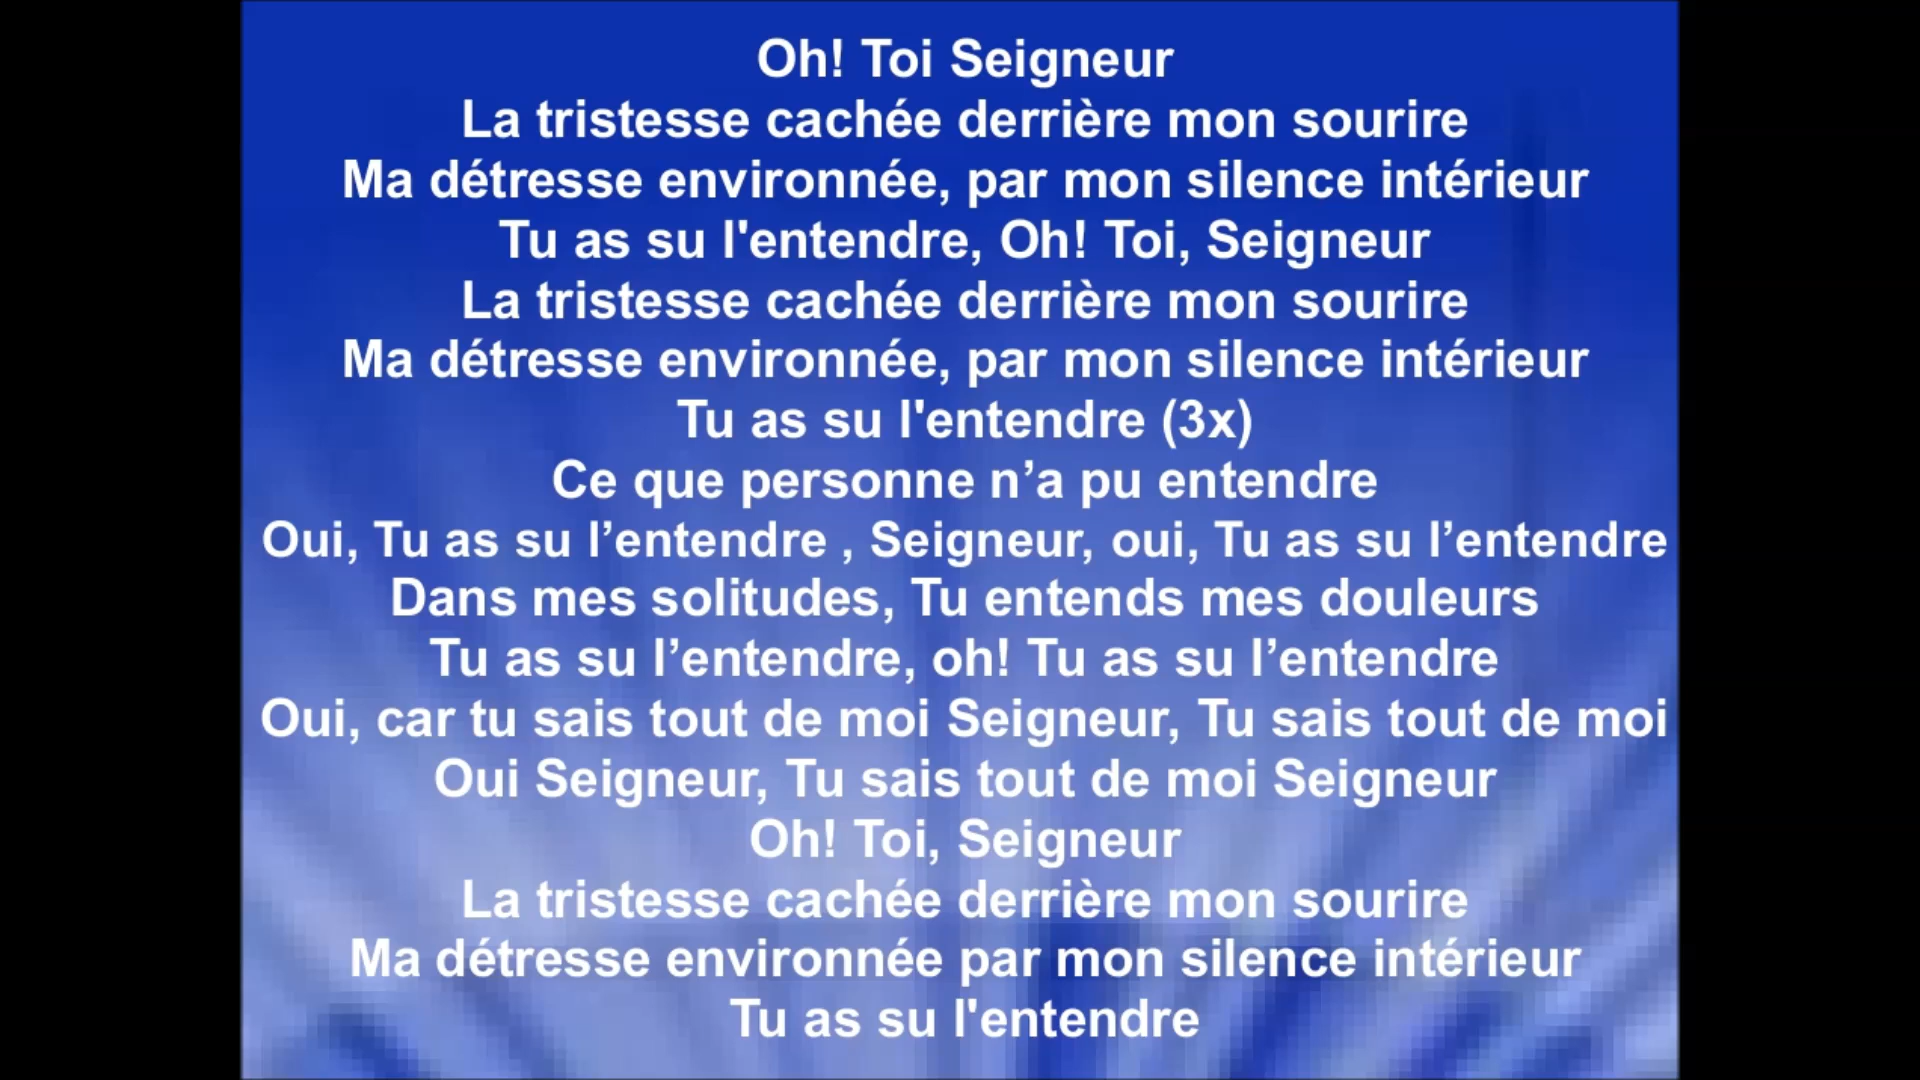 Oh! Toi Seigneur
La tristesse cachée derrière mon sourire
Ma détresse environnée, par mon silence intérieur
Tu as su l'entendre, Oh! Toi, Seigneur
La tristesse cachée derrière mon sourire
Ma détresse environnée, par mon silence intérieur
Tu as su l'entendre (3x)
Ce que personne n’a pu entendre
Oui, Tu as su l’entendre , Seigneur, oui, Tu as su l’entendre
Dans mes solitudes, Tu entends mes douleurs
Tu as su l’entendre, oh! Tu as su l’entendre
Oui, car tu sais tout de moi Seigneur, Tu sais tout de moi
Oui Seigneur, Tu sais tout de moi Seigneur
Oh! Toi, Seigneur
La tristesse cachée derrière mon sourire
Ma détresse environnée par mon silence intérieur
Tu as su l'entendre